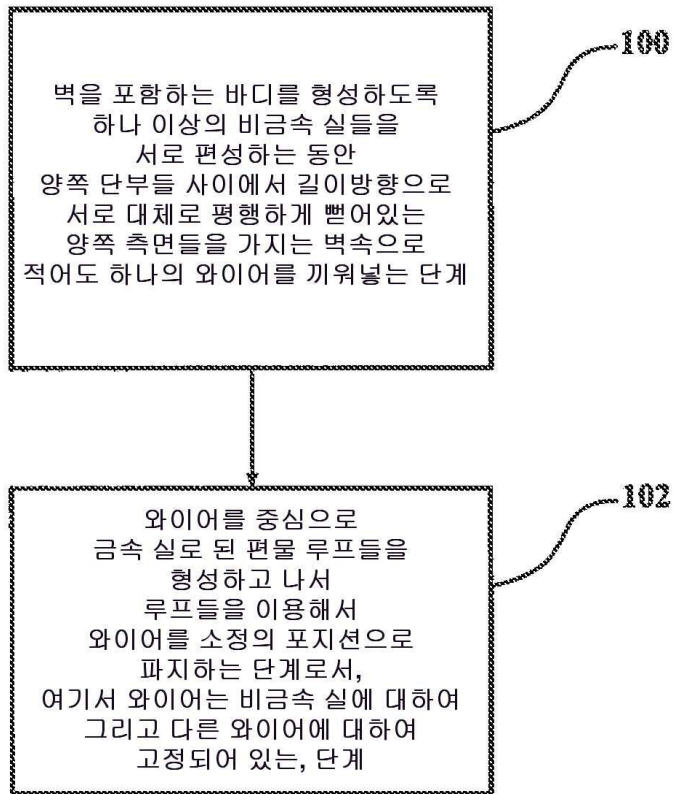 100
벽을 포함하는 바디를 형성하도록
하나 이상의 비금속 실들을
서로 편성하는 동안
양쪽 단부들 사이에서 길이방향으로
서로 대체로 평행하게 뻗어있는
양쪽 측면들을 가지는 벽속으로
적어도 하나의 와이어를 끼워넣는 단계
102
와이어를 중심으로
금속 실로 된 편물 루프들을
형성하고 나서
루프들을 이용해서
와이어를 소정의 포지션으로
파지하는 단계로서,
여기서 와이어는 비금속 실에 대하여
그리고 다른 와이어에 대하여
고정되어 있는, 단계